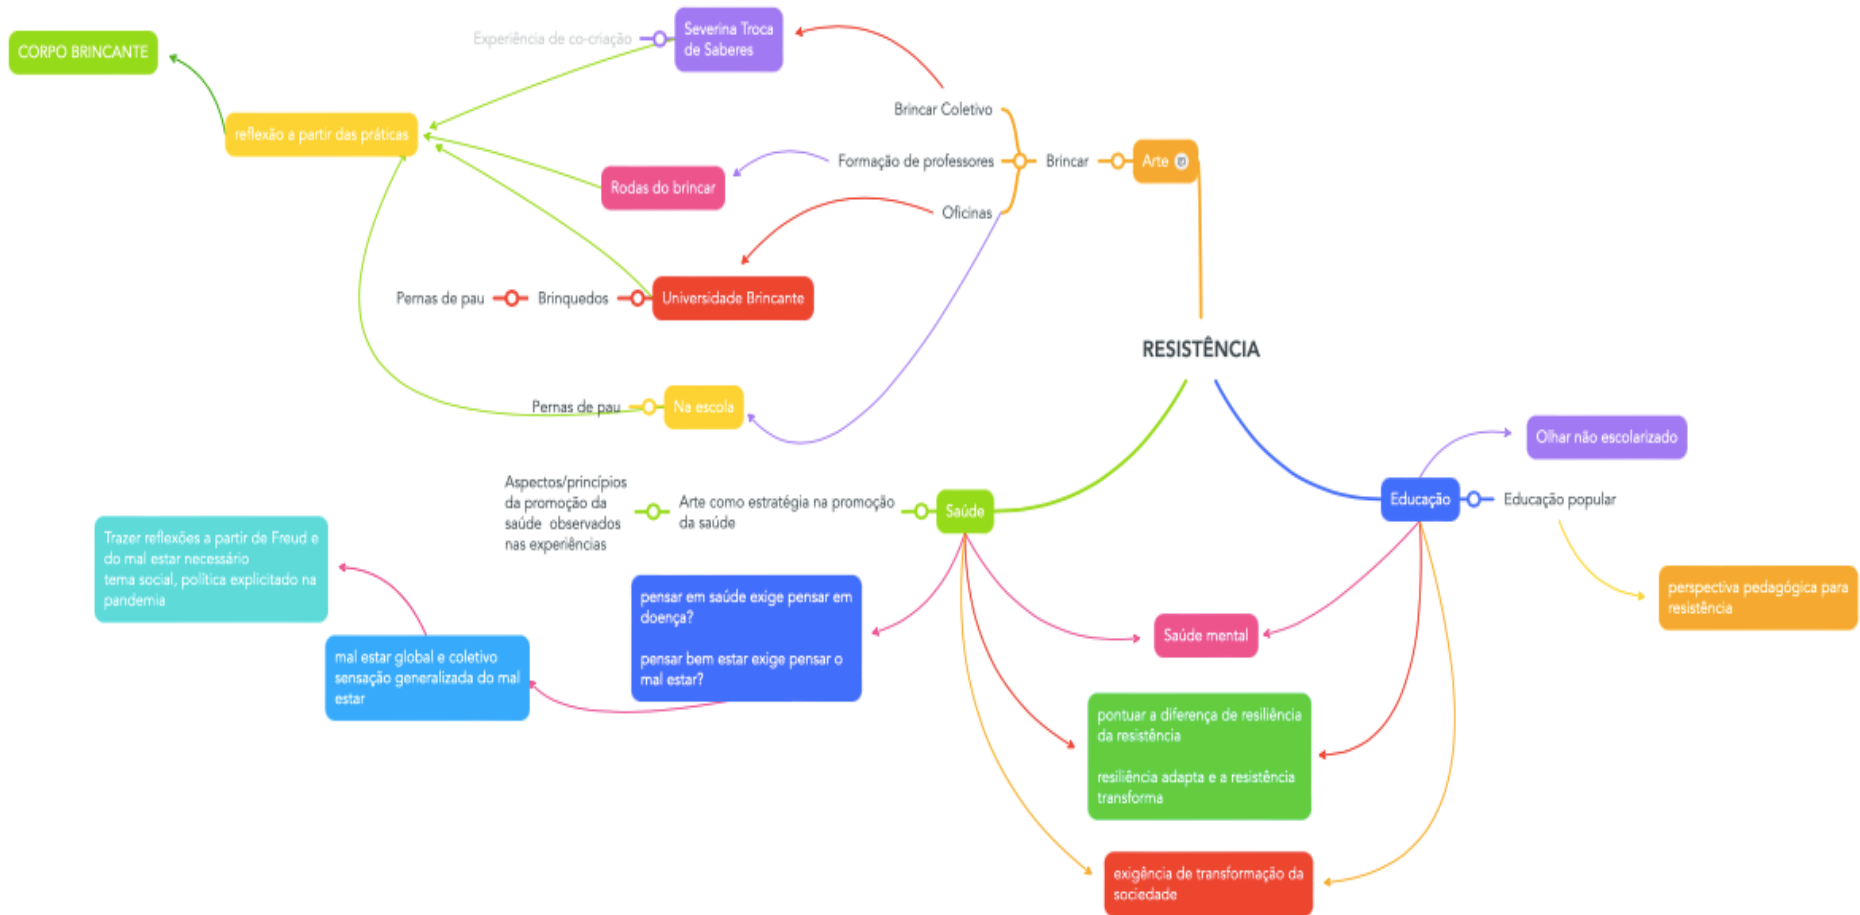 CORPO BRINCANTE
Experiência de co-criação
Severina Troca
de Saberes
reflexão a partir das práticas
Brincar Coletivo
Formação de professores
Oficinas
Brincar
Arte
Rodas do brincar
Pernas de pau
Brinquedos
Universidade Brincante
RESISTÊNCIA
Pernas de pau
Na escola
Aspectos/princípios
da promoção da
saúde observados
nas experiências
Arte como estratégia na promoção
da saúde
Saúde
Educação
Olhar não escolarizado
Educação popular
perspectiva pedagógica para
resistência
Trazer reflexões a partir de Freud e
do mal estar necessário
tema social, política explicitado na
pandemia
mal estar global e coletivo
sensação generalizada do mal
estar
pensar em saúde exige pensar em
doença?
pensar bem estar exige pensar o
mal estar?
Saúde mental
pontuar a diferença de resiliência
da resistência
resiliência adapta e a resistência
transforma
exigência de transformação da
sociedade